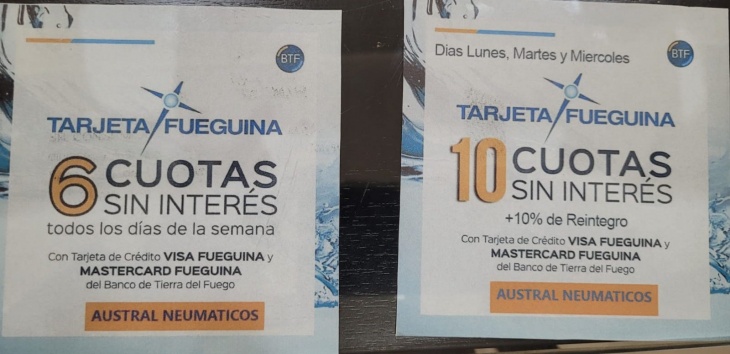 BTF
TARJETA FUEGUINA
6 CUOTAS
SIN INTERÉS
todos los días de la semana
Con Tarjeta de Crédito VISA FUEGUINA y
MASTERCARD FUEGUINA
del Banco de Tierra del Fuego
AUSTRAL NEUMATICOS
Dias Lunes, Martes y Miercoles
BTF
TARJETA FUEGUINA
10 CUOTAS
SIN INTERÉS
+10% de Reintegro
Con Tarjeta de Crédito VISA FUEGUINA y
MASTERCARD FUEGUINA
del Banco de Tierra del Fuego
AUSTRAL NEUMATICOS